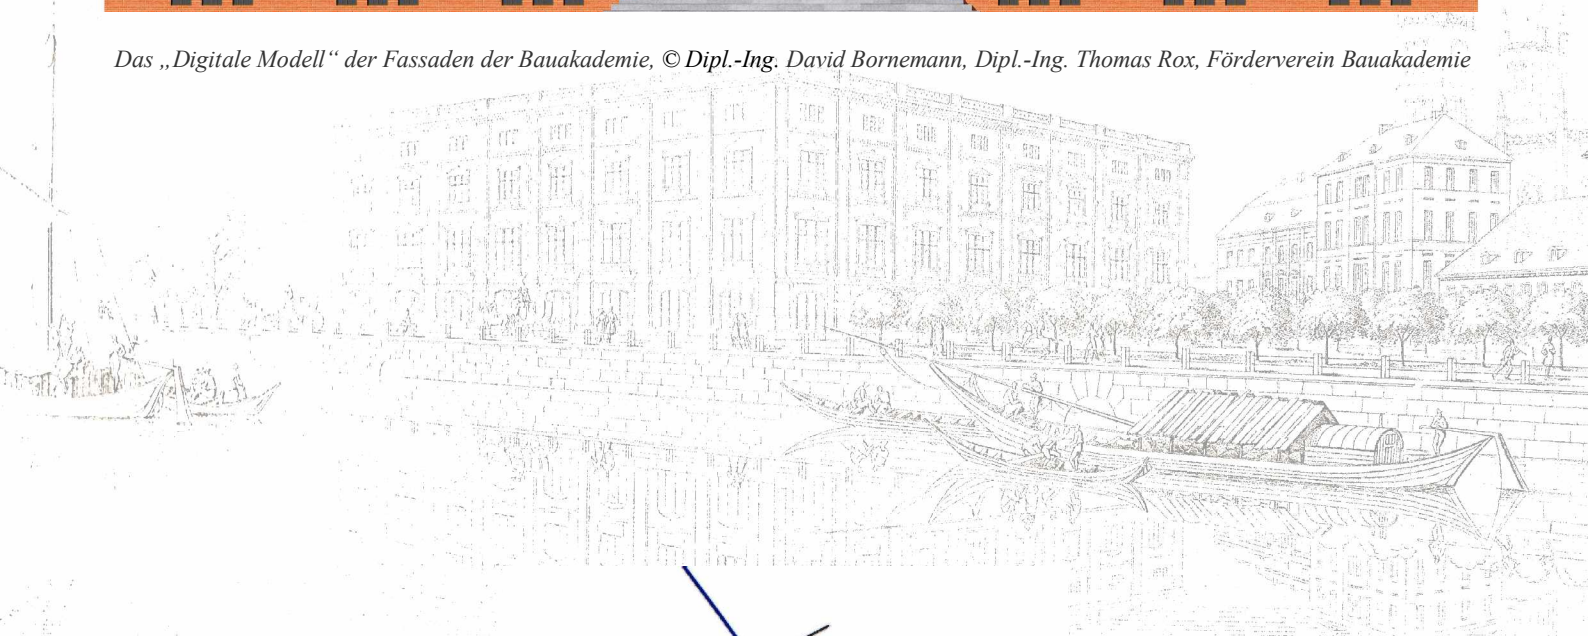 Das „Digitale Modell“ der Fassaden der Bauakademie, © Dipl.-Ing. David Bornemann, Dipl.-Ing. Thomas Rox, Förderverein Bauakademie